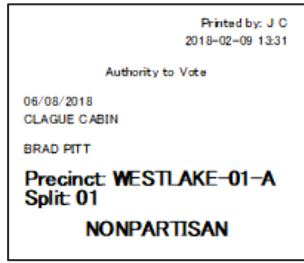 Printed by: J C
2018-02-09 13:31
Authority to Vote
06/08/2018
CLAGUE CABIN
BRAD PITT
Precinct: WESTLAKE-01-A
Split: 01
NONPARTISAN